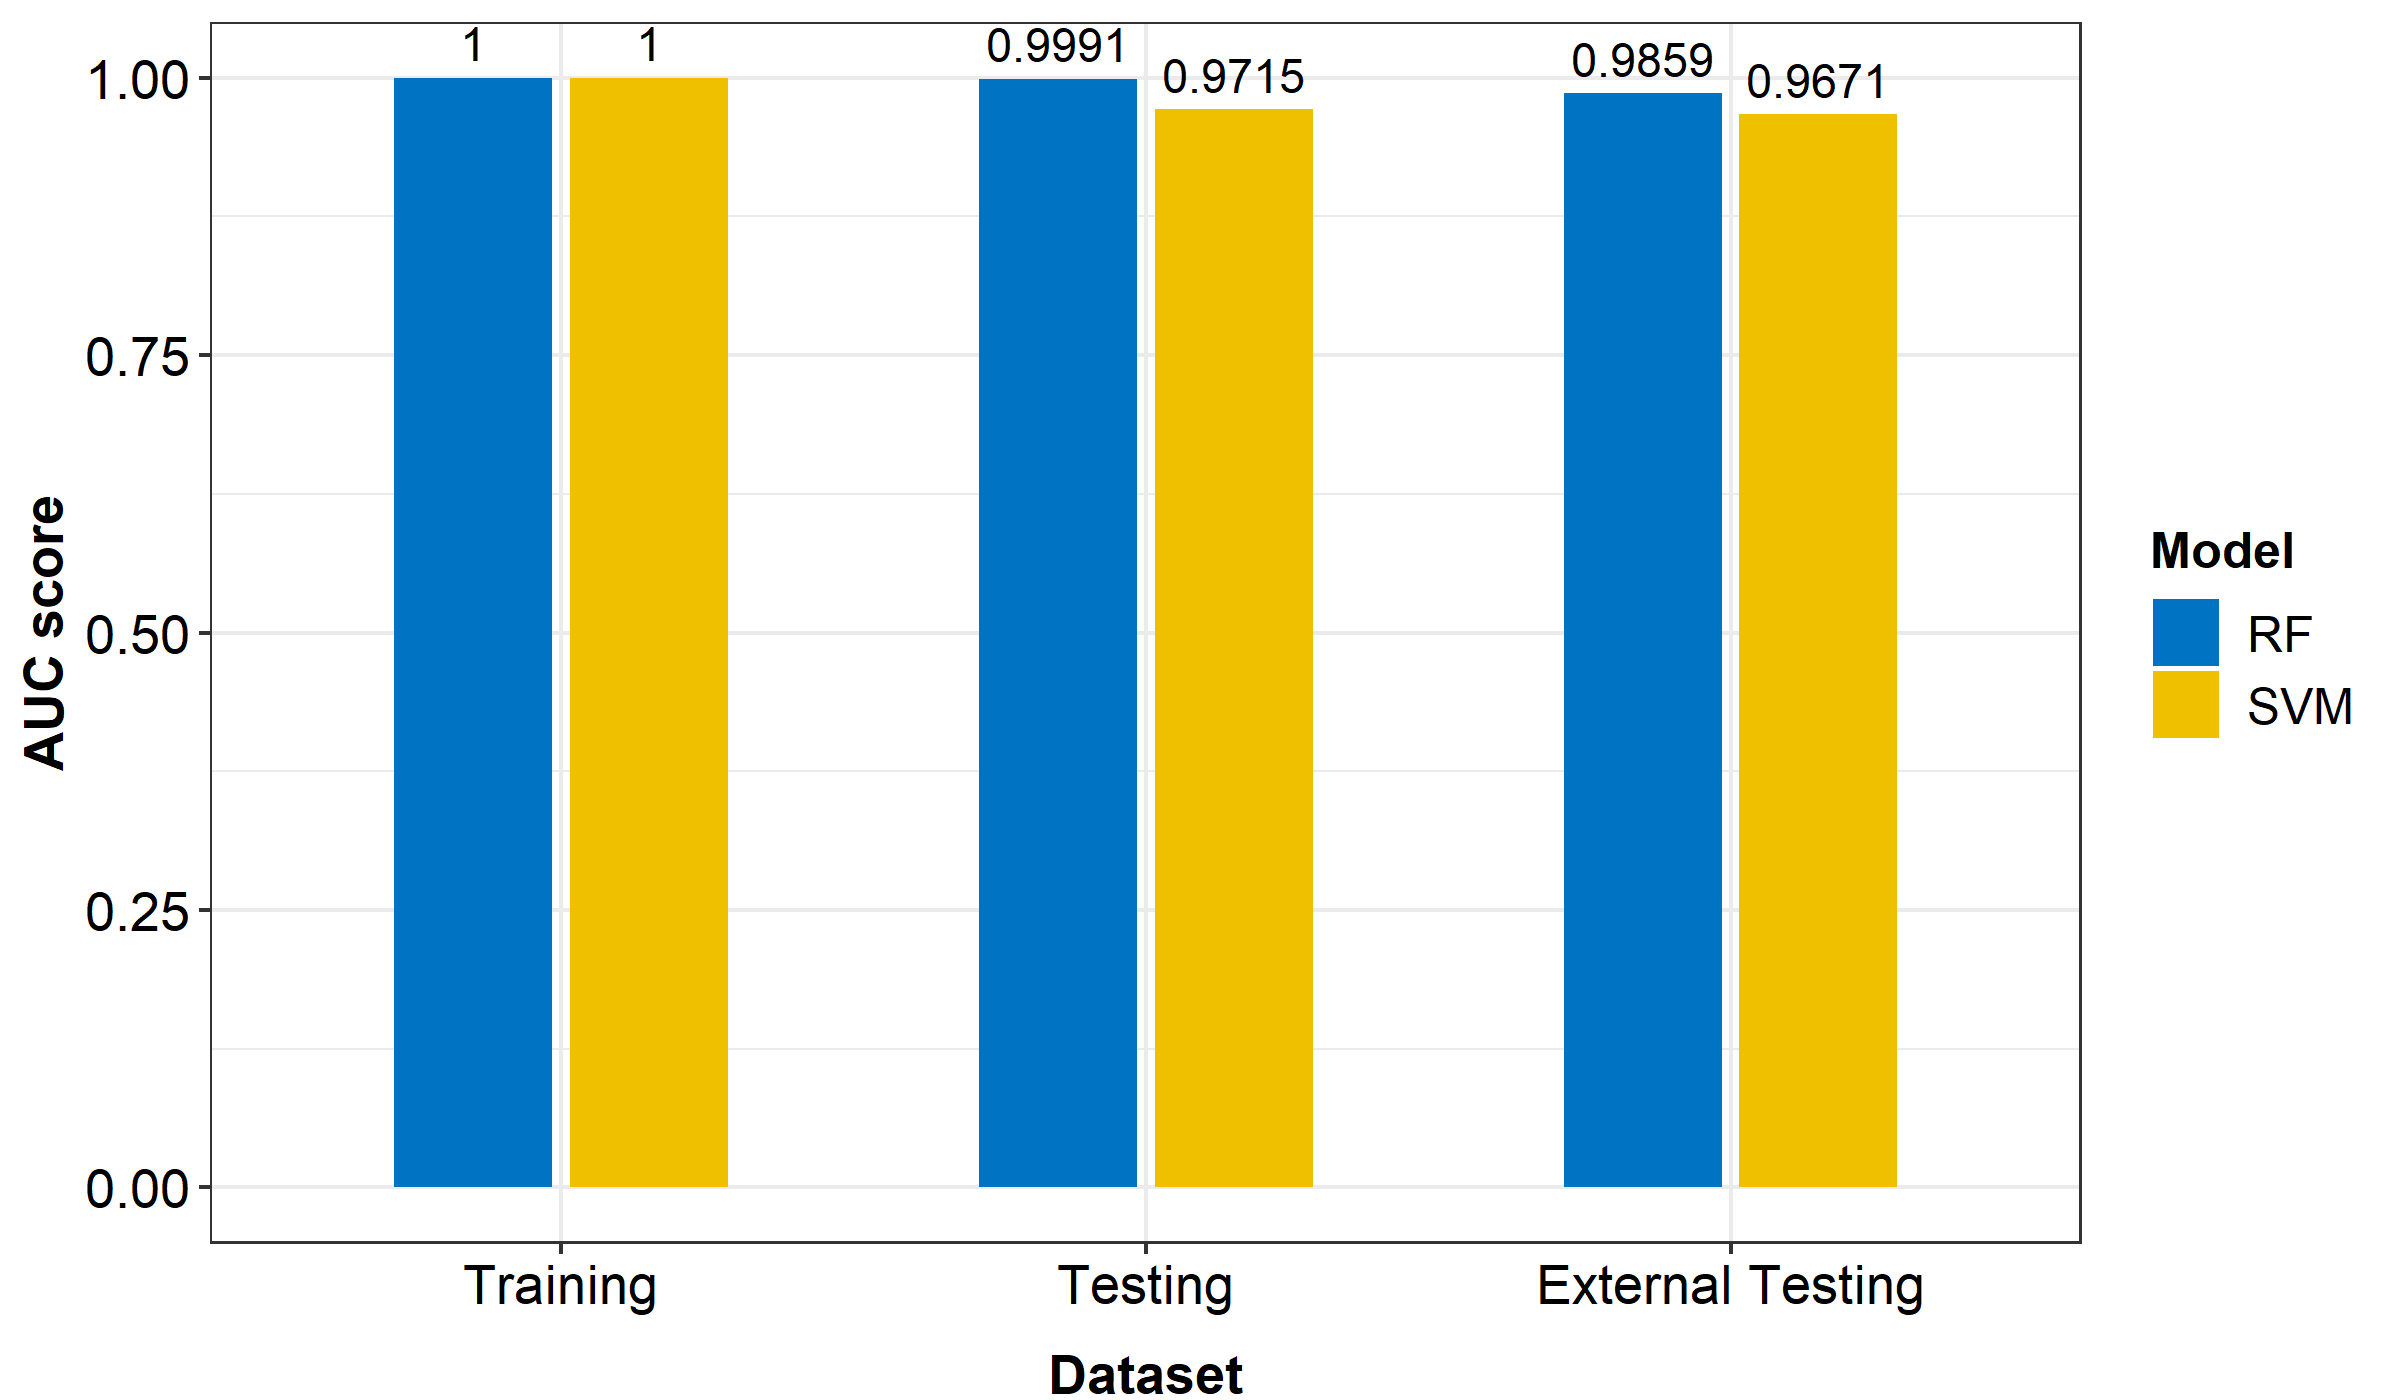 1 1 0.9991 0.9715 0.9859 0.9671
1.00
0.75
0.50
0.25
0.00
AUC score
Training Testing External Testing
Dataset
Model
RF
SVM